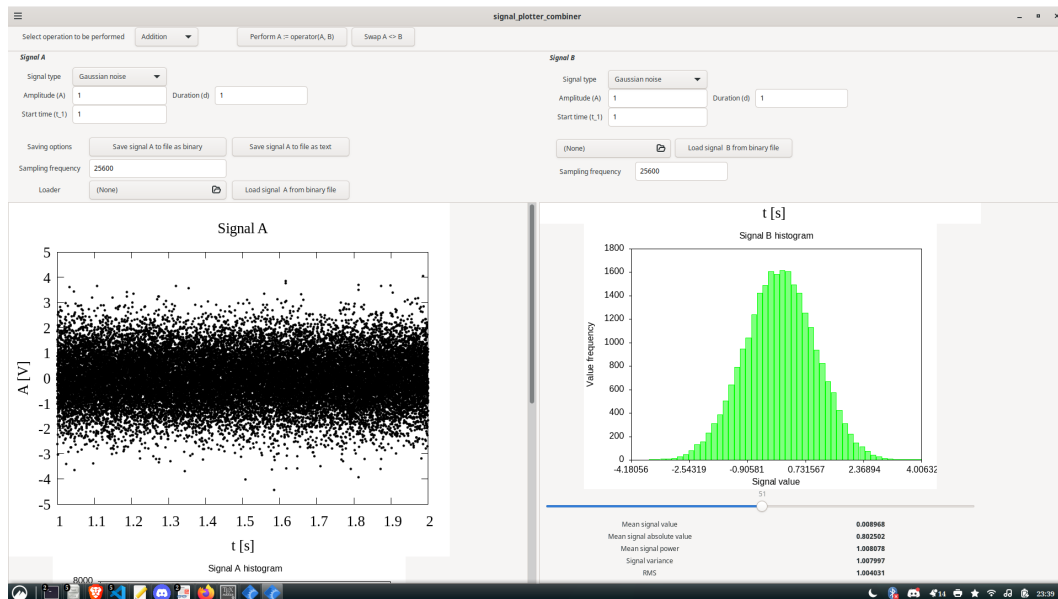 signal_plotter_combiner
Select operation to be performed Addition Perform A := operator(A, B) Swap A <> B
Signal A
Signal type Gaussian noise
Amplitude (A) 1 Duration (d) 1
Start time (t_1) 1
Saving options Save signal A to file as binary Save signal A to file as text
Sampling frequency 25600
Loader (None) Load signal A from binary file
Signal B
Signal type Gaussian noise
Amplitude (A) 1 Duration (d) 1
Start time (t_1) 1
(None) Load signal B from binary file
Sampling frequency 25600
Signal A
5
4
3
2
1
0
-1
-2
-3
-4
-5
A [V]
1 1.1 1.2 1.3 1.4 1.5 1.6 1.7 1.8 1.9 2
t [s]
Signal A histogram
8000
t [s]
Signal B histogram
1800
1600
1400
1200
1000
800
600
400
200
0
Value frequency
-4.18056 -2.54319 -0.90581 0.731567 2.36894 4.00632
Signal value
51
Mean signal value 0.008968
Mean signal absolute value 0.802502
Mean signal power 1.008078
Signal variance 1.007997
RMS 1.004031
14 23:39